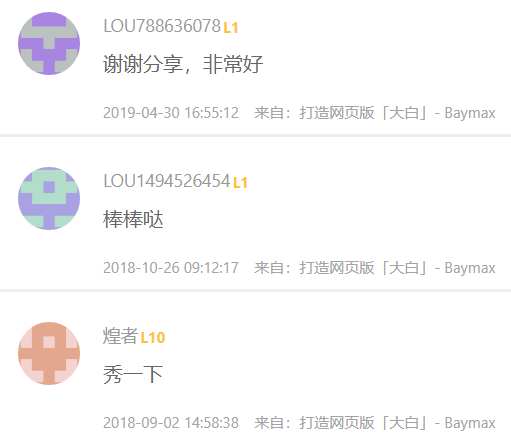 LOU788636078 L1
谢谢分享，非常好
2019-04-30 16:55:12 来自：打造网页版「大白」- Baymax
LOU1494526454 L1
棒棒哒
2018-10-26 09:12:17 来自：打造网页版「大白」- Baymax
煌者 L10
秀一下
2018-09-02 14:58:38 来自：打造网页版「大白」- Baymax